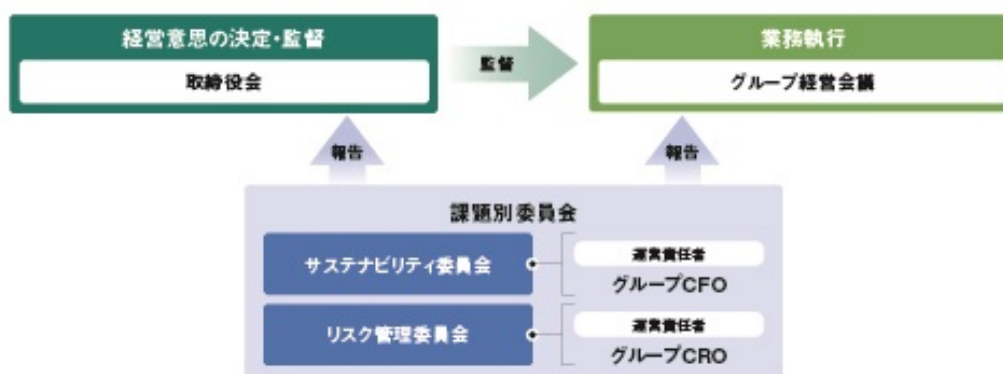 経営意思の決定・監督
取締役会
監督
業務執行
グループ経営会議
報告
報告
課題別委員会
サステナビリティ委員会
運営責任者
グループCFO
リスク管理委員会
運営責任者
グループCRO